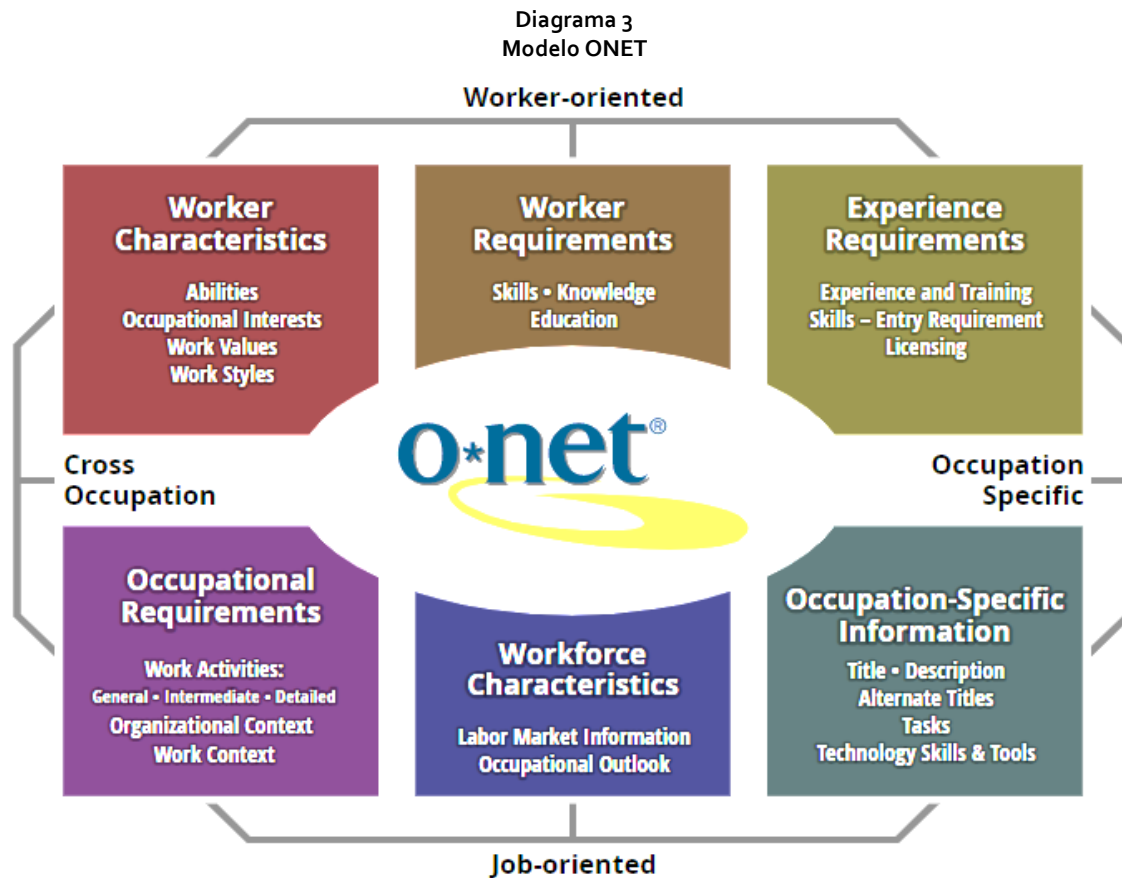 Diagrama 3
Modelo ONET
Worker-oriented
Worker
Characteristics
Abilities
Occupational Interests
Work Values
Work Styles
Worker
Requirements
Skills • Knowledge
Education
Experience
Requirements
Experience and Training
Skills – Entry Requirement
Licensing
o*net®
Cross
Occupation
Occupation
Specific
Occupational
Requirements
Work Activities:
General • Intermediate • Detailed
Organizational Context
Work Context
Workforce
Characteristics
Labor Market Information
Occupational Outlook
Occupation-Specific
Information
Title • Description
Alternate Titles
Tasks
Technology Skills & Tools
Job-oriented